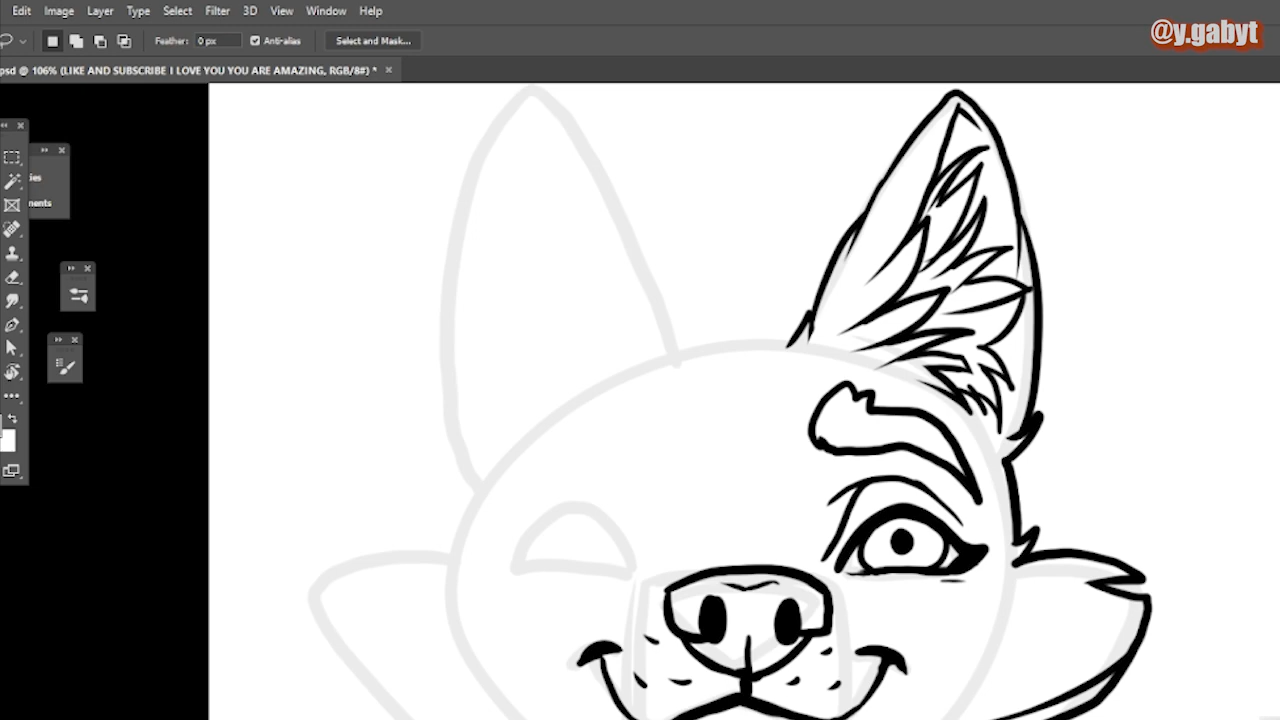 Edit Image Layer Type Select Filter 3D View Window Help
@y.gabyt
Feather: 0 px Anti-alias Select and Mask...
psd @ 106% (LIKE AND SUBSCRIBE I LOVE YOU YOU ARE AMAZING, RGB/8#) *
ies
nents